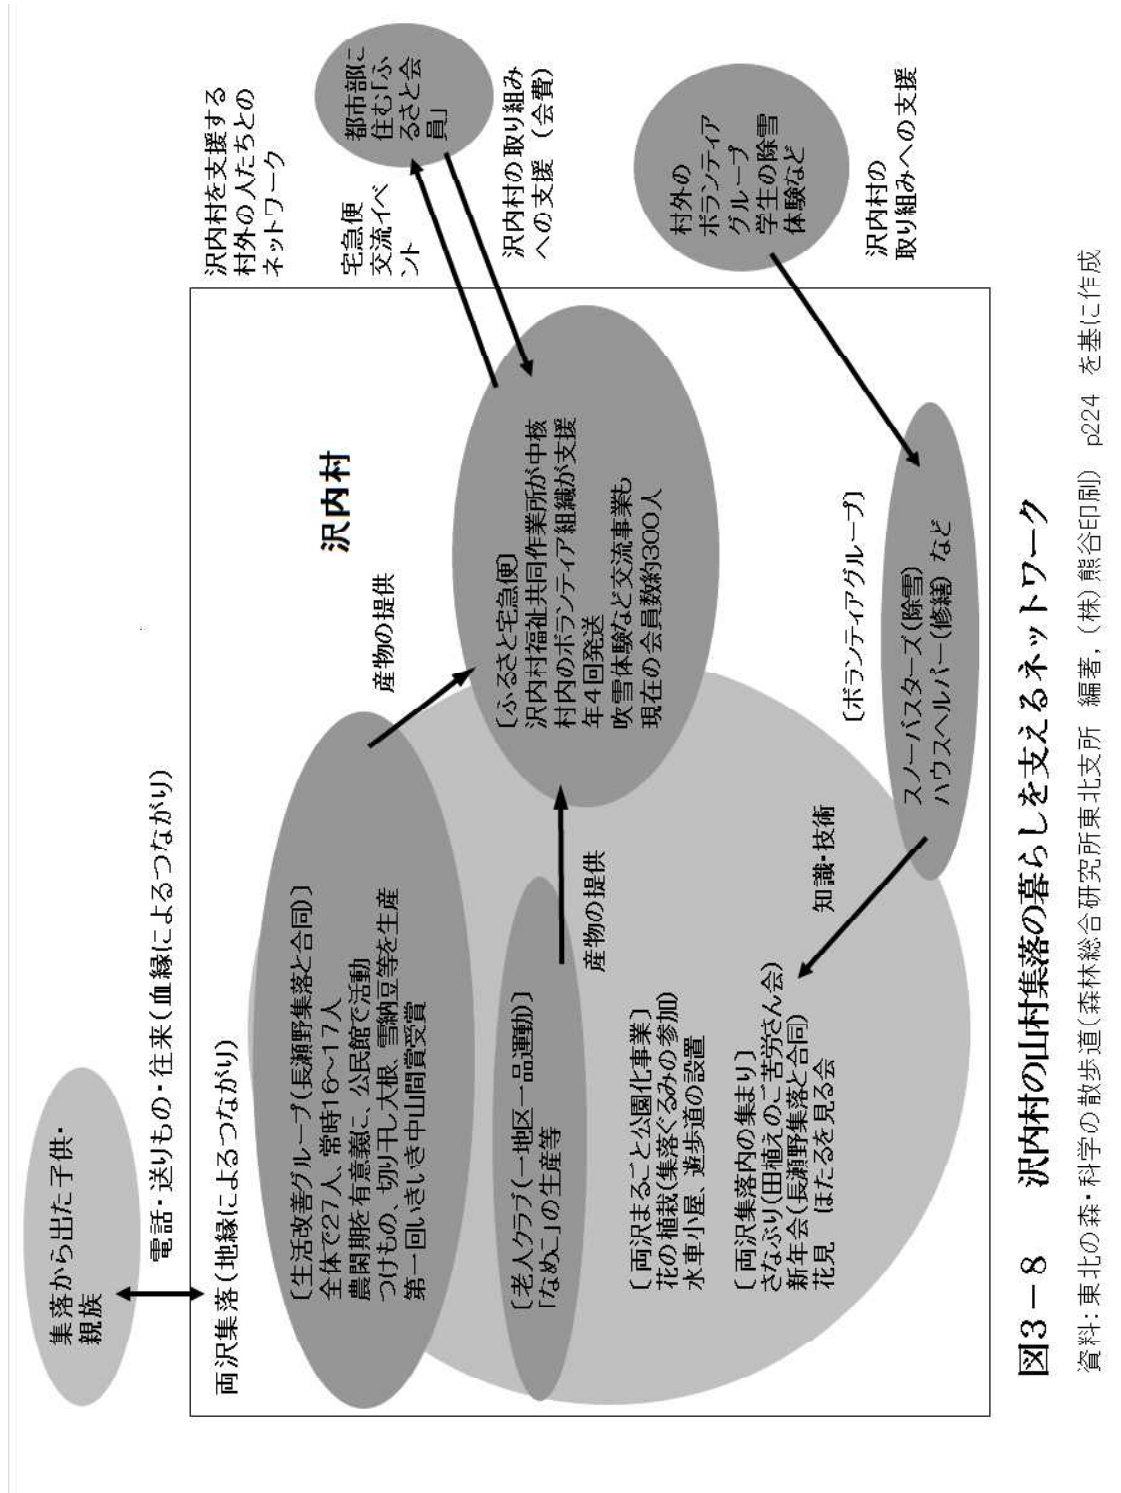 集落から出た子供・
親族
電話・送りもの・往来（血縁によるつながり）
両沢集落（地縁によるつながり）
〔生活改善グループ（長瀬野集落と合同）〕
全体で27人、常時16～17人
農閑期を有意義に、公民館で活動
つけもの、切り干し大根、雪納豆等を生産
第一回いきいき中山間賞受賞
〔老人クラブ（一地区一品運動）〕
「なめこ」の生産等
〔両沢まるごと公園化事業〕
花の植栽（集落ぐるみの参加）
水車小屋、遊歩道の設置
〔両沢集落内の集まり〕
さなぶり（田植えのご苦労さん会）
新年会（長瀬野集落と合同）
花見　ほたるを見る会
産物の提供
産物の提供
知識・技術
沢内村
〔ふるさと宅急便〕
沢内村福祉共同作業所が中核
村内のボランティア組織が支援
年４回発送
吹雪体験など交流事業も
現在の会員数約300人
〔ボランティアグループ〕
スノーバスターズ（除雪）
ハウスヘルパー（修繕）など
沢内村を支援する
村外の人たちとの
ネットワーク
宅急便
交流イベ
ント
都市部に
住む「ふ
るさと会
員」
沢内村の取り組み
への支援（会費）
村外の
ボランティア
グループ
学生の除雪
体験など
沢内村の
取り組みへの支援
図３－８　沢内村の山村集落の暮らしを支えるネットワーク
資料：東北の森・科学の散歩道〔森林総合研究所東北支所　編著，（株）熊谷印刷〕　p224　を基に作成